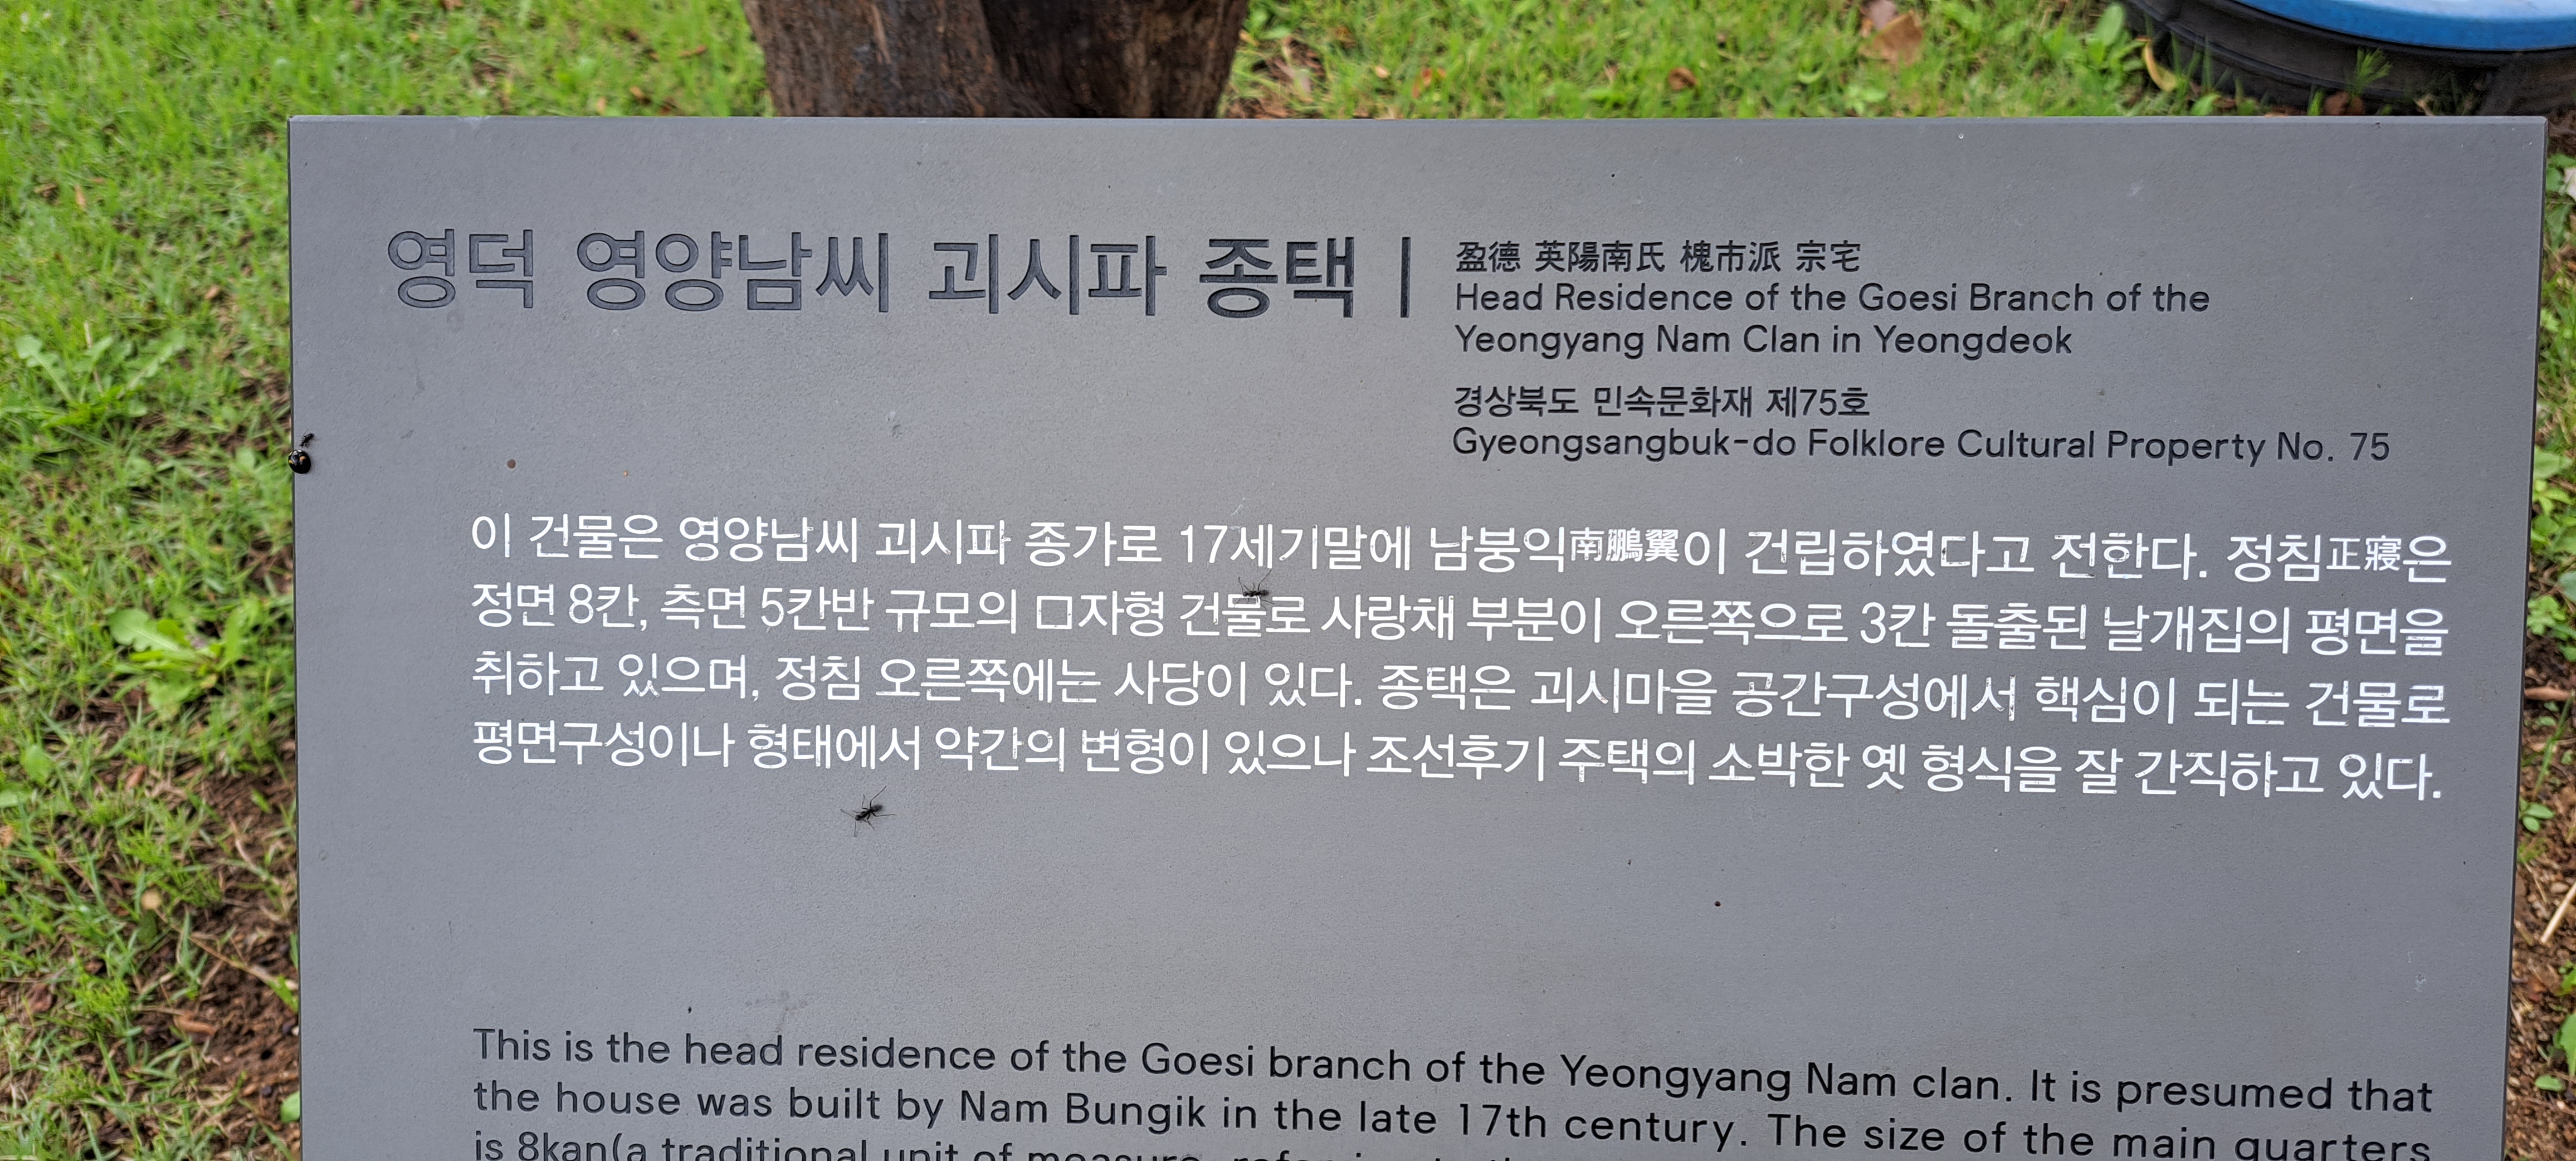 영덕 영양남씨 괴시파 종택 |
盈德 英陽南氏 槐市派 宗宅
Head Residence of the Goesi Branch of the
Yeongyang Nam Clan in Yeongdeok
경상북도 민속문화재 제75호
Gyeongsangbuk-do Folklore Cultural Property No. 75
이 건물은 영양남씨 괴시파 종가로 17세기말에 남붕익南鵬翼이 건립하였다고 전한다. 정침正寢은
정면 8칸, 측면 5칸반 규모의 ㅁ자형 건물로 사랑채 부분이 오른쪽으로 3칸 돌출된 날개집의 평면을
취하고 있으며, 정침 오른쪽에는 사당이 있다. 종택은 괴시마을 공간구성에서 핵심이 되는 건물로
평면구성이나 형태에서 약간의 변형이 있으나 조선후기 주택의 소박한 옛 형식을 잘 간직하고 있다.
This is the head residence of the Goesi branch of the Yeongyang Nam clan. It is presumed that
the house was built by Nam Bungik in the late 17th century. The size of the main quarters
is 8kan(a traditional unit of measure,